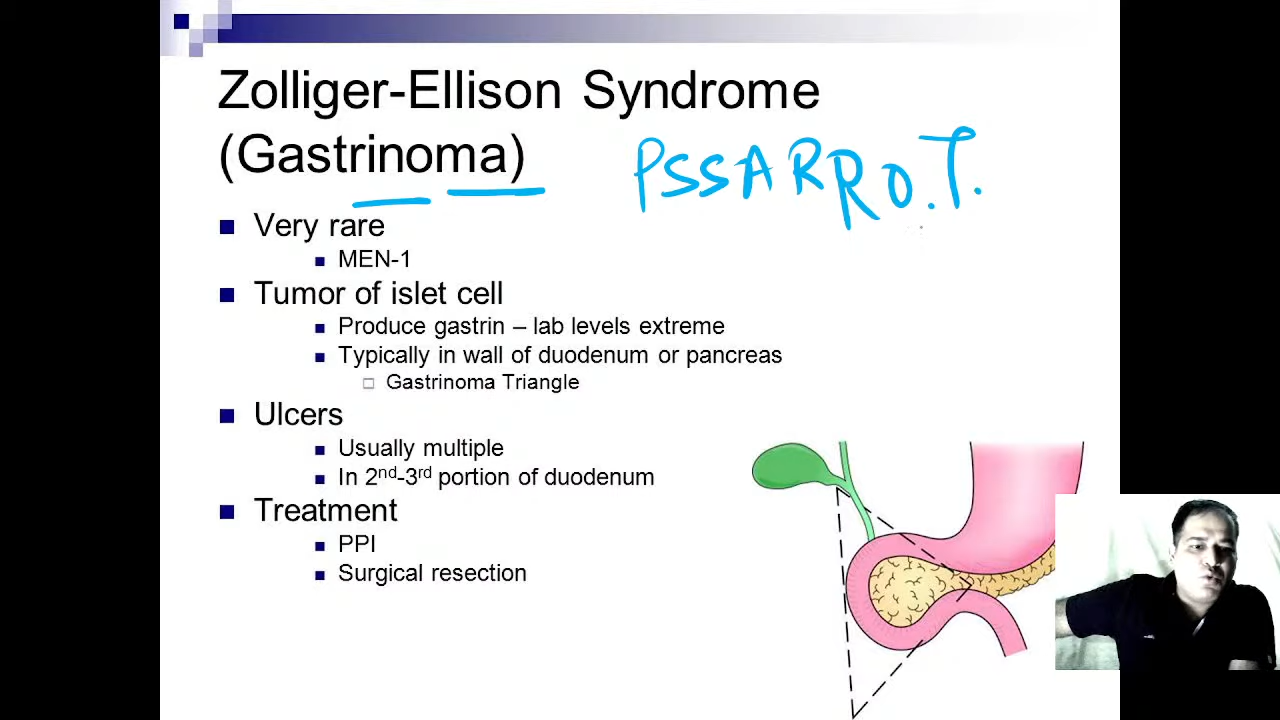 Zolliger-Ellison Syndrome
(Gastrinoma)
PSSARRO.T.
Very rare
MEN-1
Tumor of islet cell
Produce gastrin – lab levels extreme
Typically in wall of duodenum or pancreas
Gastrinoma Triangle
Ulcers
Usually multiple
In 2nd-3rd portion of duodenum
Treatment
PPI
Surgical resection